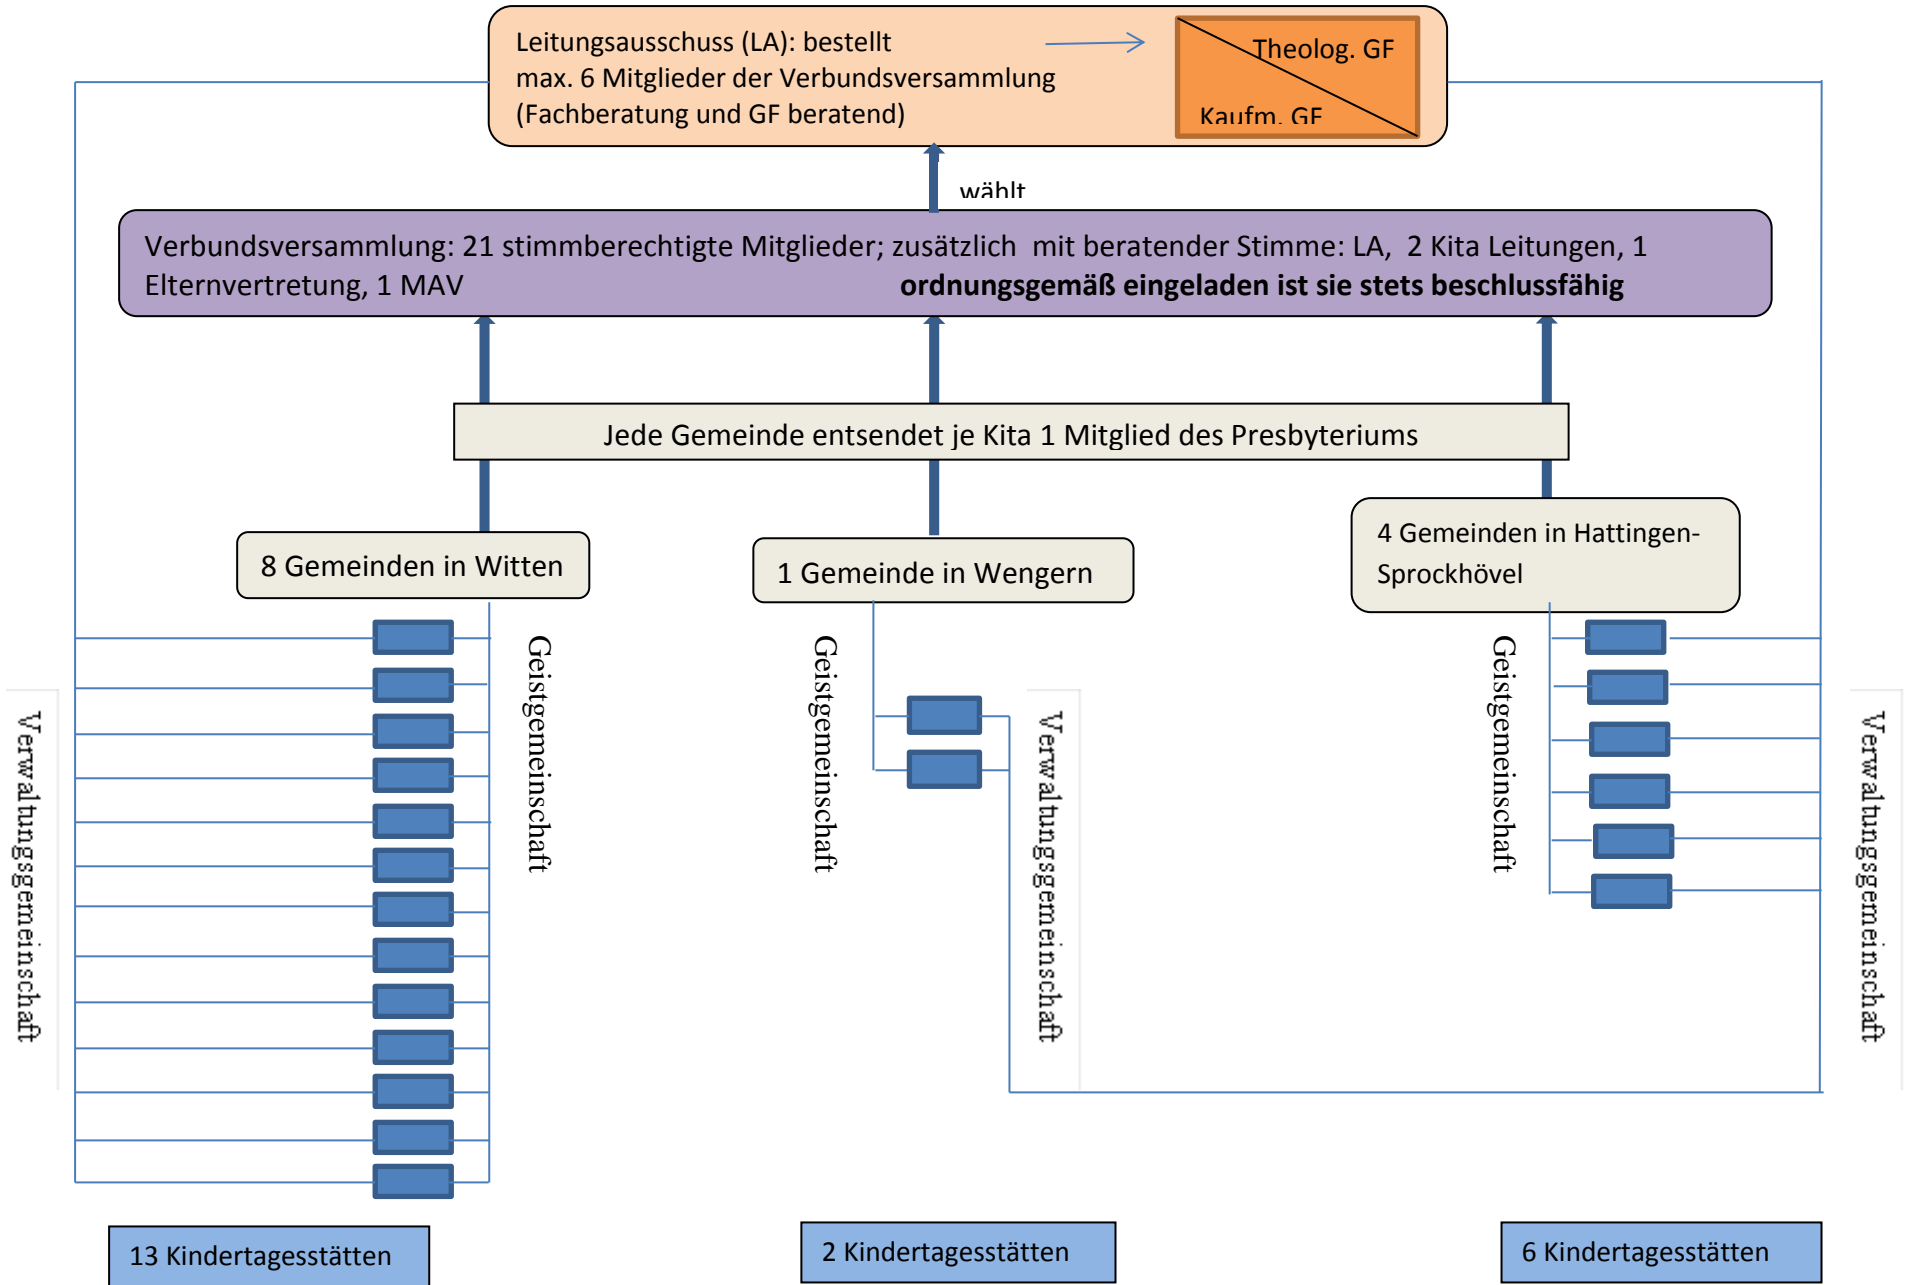 Leitungsausschuss (LA): bestellt
max. 6 Mitglieder der Verbundsversammlung
(Fachberatung und GF beratend)
Theolog. GF
Kaufm. GF
wählt
Verbundsversammlung: 21 stimmberechtigte Mitglieder; zusätzlich mit beratender Stimme: LA, 2 Kita Leitungen, 1
Elternvertretung, 1 MAV ordnungsgemäß eingeladen ist sie stets beschlussfähig
Jede Gemeinde entsendet je Kita 1 Mitglied des Presbyteriums
8 Gemeinden in Witten
1 Gemeinde in Wengern
4 Gemeinden in Hattingen-
Sprockhövel
Verwaltungsgemeinschaft
Geistgemeinschaft
Geistgemeinschaft
Verwaltungsgemeinschaft
Geistgemeinschaft
Verwaltungsgemeinschaft
13 Kindertagesstätten
2 Kindertagesstätten
6 Kindertagesstätten